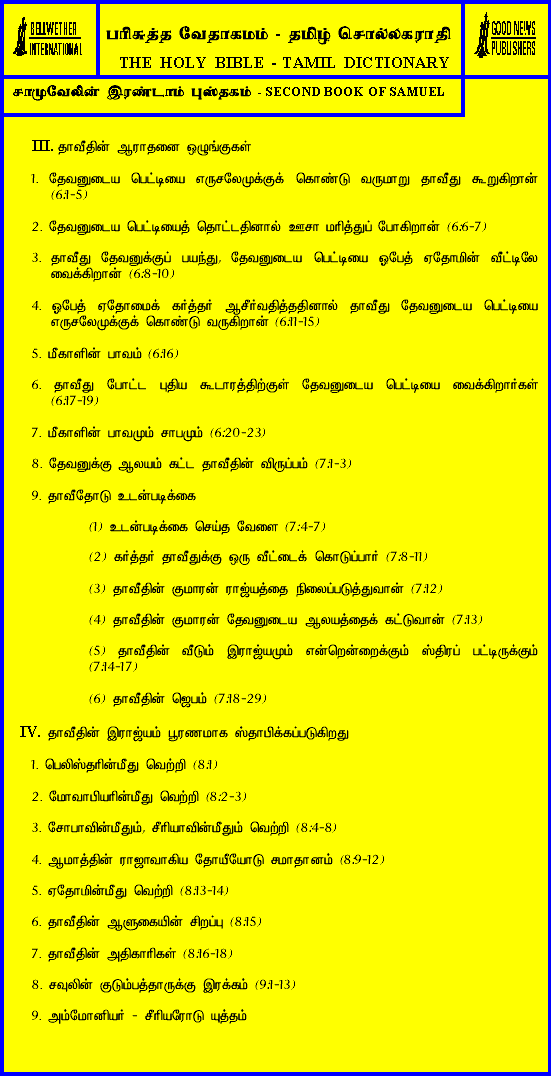 BELLWETHER
INTERNATIONAL
பரிசுத்த வேதாகமம் - தமிழ் சொல்லகராதி
THE HOLY BIBLE - TAMIL DICTIONARY
GOOD NEWS
PUBLISHERS
சாமுவேலின் இரண்டாம் புஸ்தகம் - SECOND BOOK OF SAMUEL
III. தாவீதின் ஆராதனை ஒழுங்குகள்
1. தேவனுடைய பெட்டியை எருசலேமுக்குக் கொண்டு வருமாறு தாவீது கூறுகிறான்
(6:1-5)
2. தேவனுடைய பெட்டியைத் தொட்டதினால் ஊசா மரித்துப் போகிறான் (6:6-7)
3. தாவீது தேவனுக்குப் பயந்து, தேவனுடைய பெட்டியை ஓபேத் ஏதோமின் வீட்டிலே
வைக்கிறான் (6:8-10)
4. ஓபேத் ஏதோமைக் கர்த்தர் ஆசீர்வதித்ததினால் தாவீது தேவனுடைய பெட்டியை
எருசலேமுக்குக் கொண்டு வருகிறான் (6:11-15)
5. மீகாளின் பாவம் (6:16)
6. தாவீது போட்ட புதிய கூடாரத்திற்குள் தேவனுடைய பெட்டியை வைக்கிறார்கள்
(6:17-19)
7. மீகாளின் பாவமும் சாபமும் (6:20-23)
8. தேவனுக்கு ஆலயம் கட்ட தாவீதின் விருப்பம் (7:1-3)
9. தாவீதோடு உடன்படிக்கை
(1) உடன்படிக்கை செய்த வேளை (7:4-7)
(2) கர்த்தர் தாவீதுக்கு ஒரு வீட்டைக் கொடுப்பார் (7:8-11)
(3) தாவீதின் குமாரன் ராஜ்யத்தை நிலைப்படுத்துவான் (7:12)
(4) தாவீதின் குமாரன் தேவனுடைய ஆலயத்தைக் கட்டுவான் (7:13)
(5) தாவீதின் வீடும் இராஜ்யமும் என்றென்றைக்கும் ஸ்திரப் பட்டிருக்கும்
(7:14-17)
(6) தாவீதின் ஜெபம் (7:18-29)
IV. தாவீதின் இராஜ்யம் பூரணமாக ஸ்தாபிக்கப்படுகிறது
1. பெலிஸ்தரின்மீது வெற்றி (8:1)
2. மோவாபியரின்மீது வெற்றி (8:2-3)
3. சோபாவின்மீதும், சீரியாவின்மீதும் வெற்றி (8:4-8)
4. ஆமாத்தின் ராஜாவாகிய தோயீயோடு சமாதானம் (8:9-12)
5. ஏதோமின்மீது வெற்றி (8:13-14)
6. தாவீதின் ஆளுகையின் சிறப்பு (8:15)
7. தாவீதின் அதிகாரிகள் (8:16-18)
8. சவுலின் குடும்பத்தாருக்கு இரக்கம் (9:1-13)
9. அம்மோனியர் - சீரியரோடு யுத்தம்